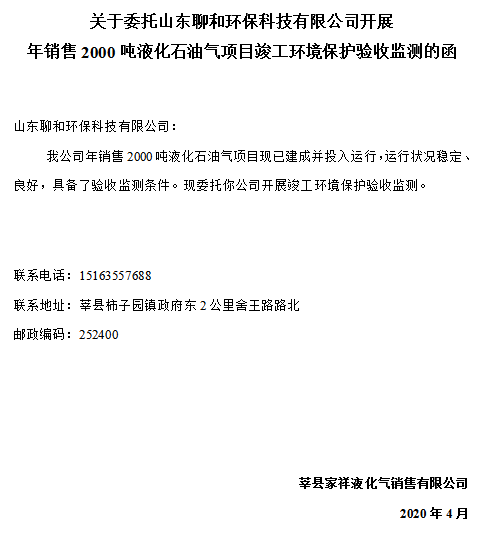 关于委托山东聊和环保科技有限公司开展
年销售 2000 吨液化石油气项目竣工环境保护验收监测的函
山东聊和环保科技有限公司：
我公司年销售 2000 吨液化石油气项目现已建成并投入运行，运行状况稳定、
良好，具备了验收监测条件。现委托你公司开展竣工环境保护验收监测。
联系电话：15163557688
联系地址：莘县柿子园镇政府东 2 公里舍王路路北
邮政编码：252400
莘县家祥液化气销售有限公司
2020 年 4 月